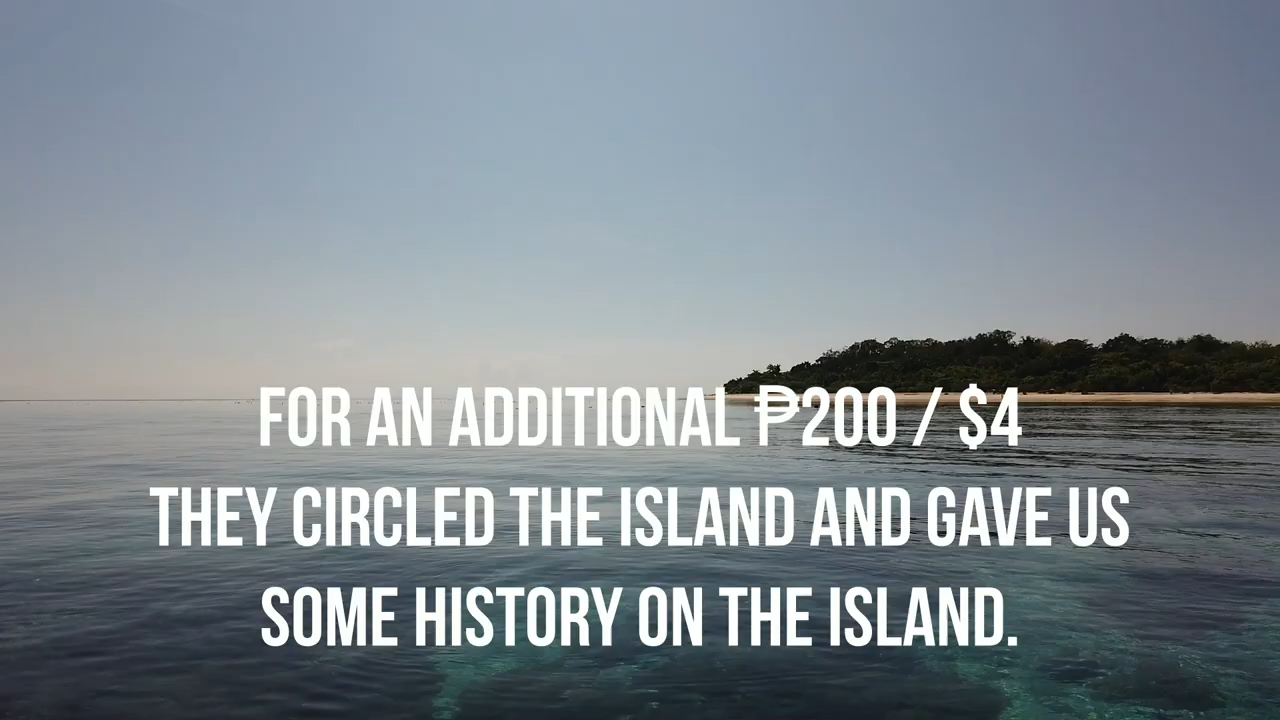 FOR AN ADDITIONAL ₱200 / $4
THEY CIRCLED THE ISLAND AND GAVE US
SOME HISTORY ON THE ISLAND.